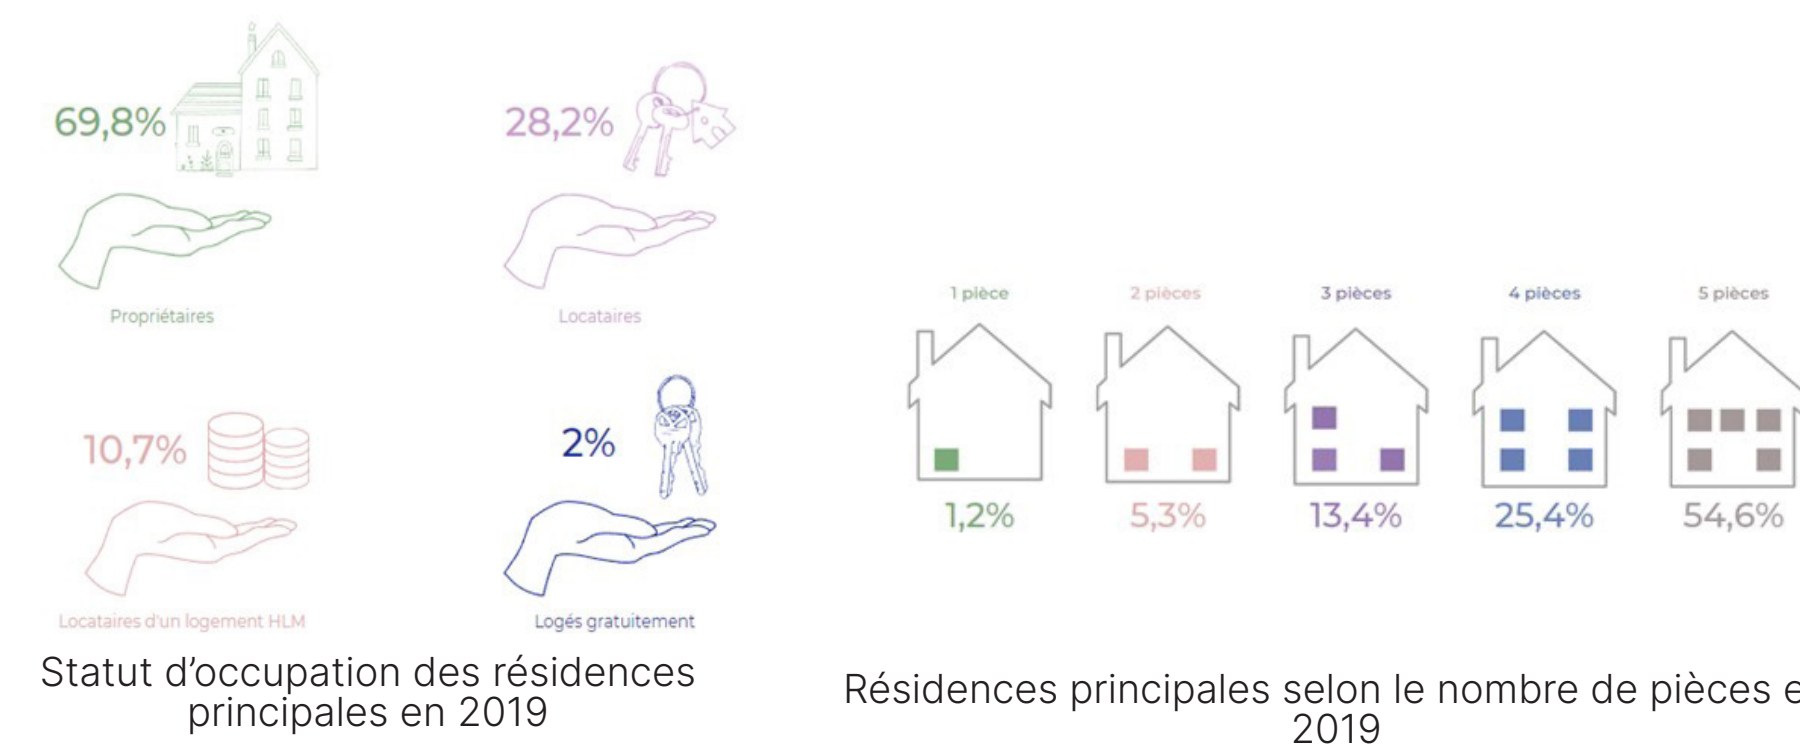 69,8%
28,2%
Propriétaires
Locataires
10,7%
2%
Locataires d'un logement HLM
Logés gratuitement
Statut d’occupation des résidences
principales en 2019
1 pièce
2 pièces
3 pièces
4 pièces
5 pièces
1,2%
5,3%
13,4%
25,4%
54,6%
Résidences principales selon le nombre de pièces e
2019